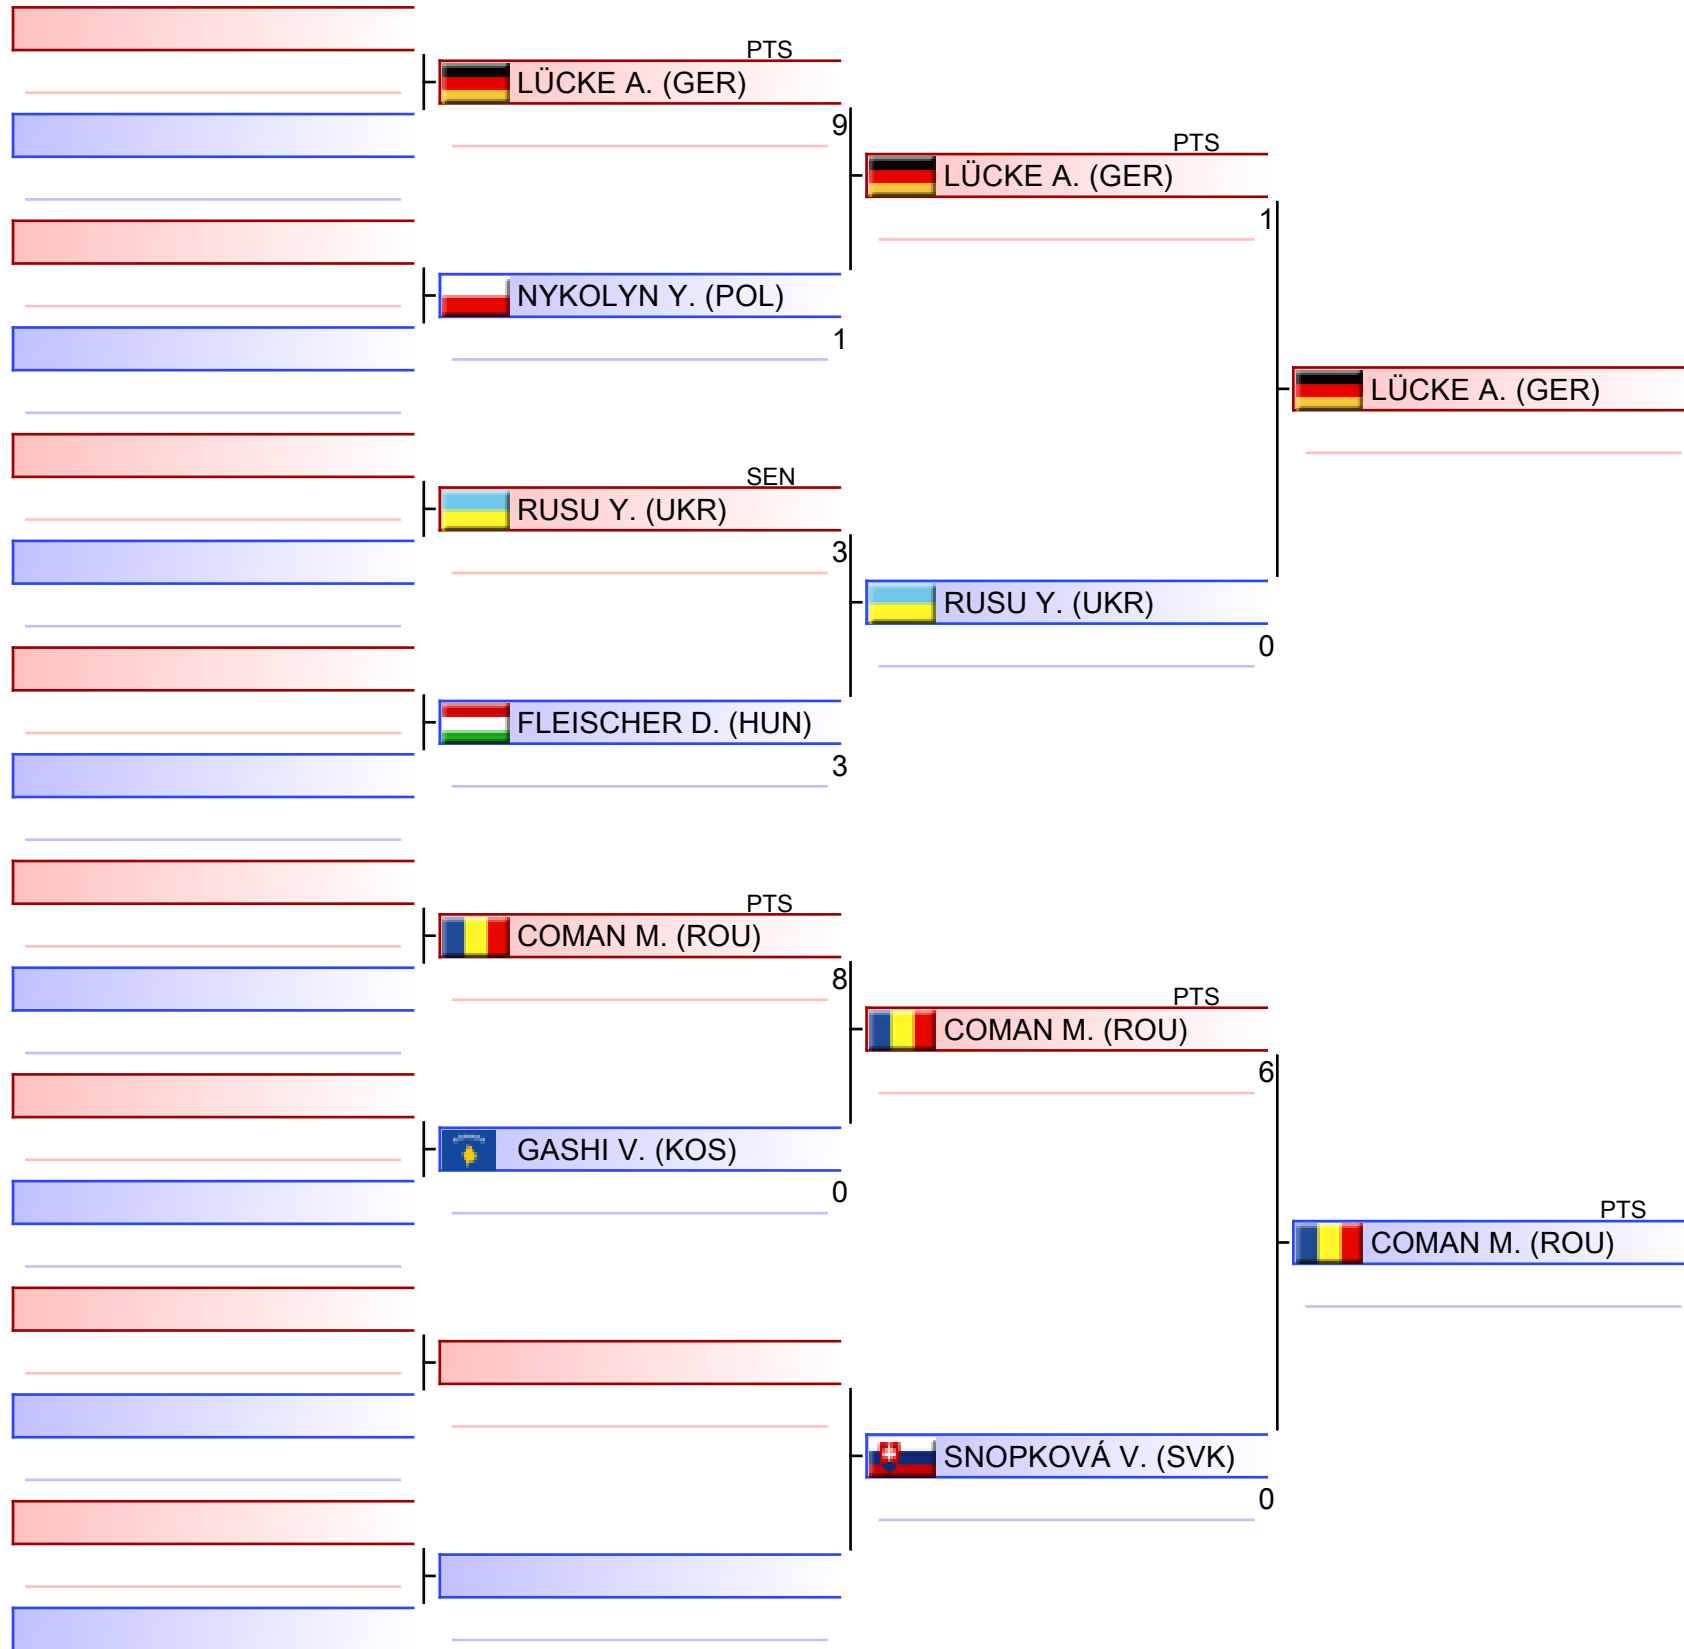 PTS
LÜCKE A. (GER)
9
NYKOLYN Y. (POL)
1
SEN
RUSU Y. (UKR)
3
FLEISCHER D. (HUN)
3
PTS
COMAN M. (ROU)
8
GASHI V. (KOS)
0
PTS
LÜCKE A. (GER)
1
RUSU Y. (UKR)
0
PTS
COMAN M. (ROU)
6
SNOPKOVÁ V. (SVK)
0
LÜCKE A. (GER)
PTS
COMAN M. (ROU)